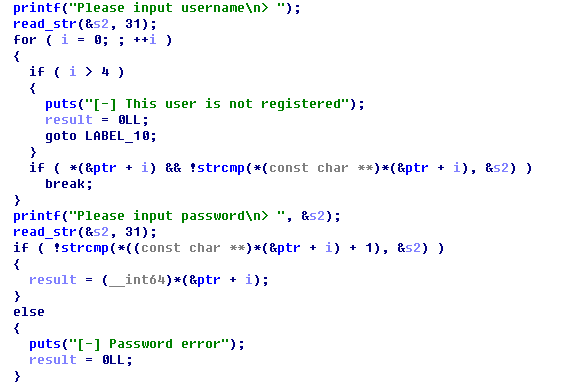 printf("Please input username\n> ");
read_str(&s2, 31);
for ( i = 0; ; ++i )
{
if ( i > 4 )
{
puts("[-] This user is not registered");
result = 0LL;
goto LABEL_10;
}
if ( *(&ptr + i) && !strcmp(*(const char **)*(&ptr + i), &s2) )
break;
}
printf("Please input password\n> ", &s2);
read_str(&s2, 31);
if ( !strcmp(*((const char **)*(&ptr + i) + 1), &s2) )
{
result = (__int64)*(&ptr + i);
}
else
{
puts("[-] Password error");
result = 0LL;
}